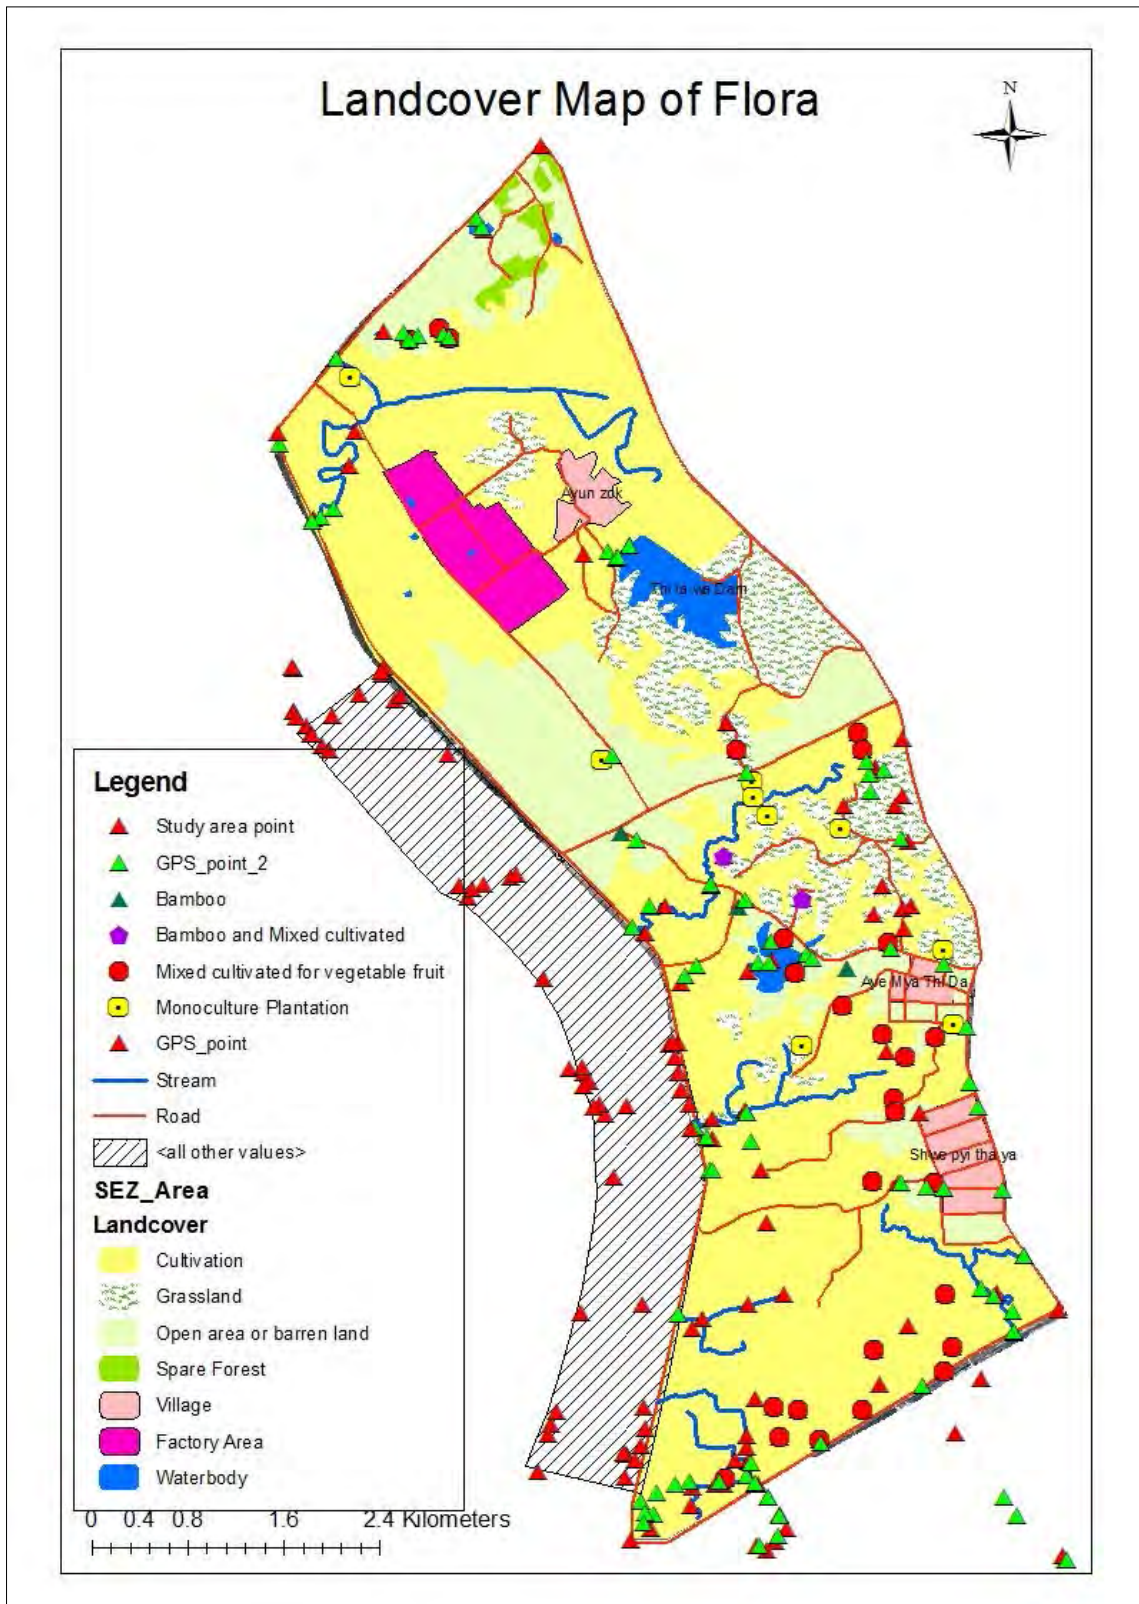 Landcover Map of Flora
N
Ayun zok
Thi la wa Dam
Legend
Study area point
GPS_point_2
Bamboo
Bamboo and Mixed cultivated
Mixed cultivated for vegetable fruit
Monoculture Plantation
GPS_point
Stream
Road
<all other values>
SEZ_Area
Landcover
Cultivation
Grassland
Open area or barren land
Spare Forest
Village
Factory Area
Waterbody
Aye Mya Thi Da
Shwe pyi tha ya
0 0.4 0.8 1.6 2.4 Kilometers